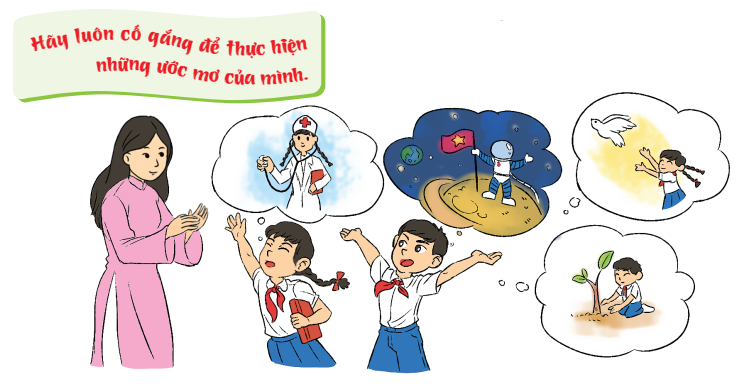 Hãy luôn cố gắng để thực hiện
những ước mơ của mình.